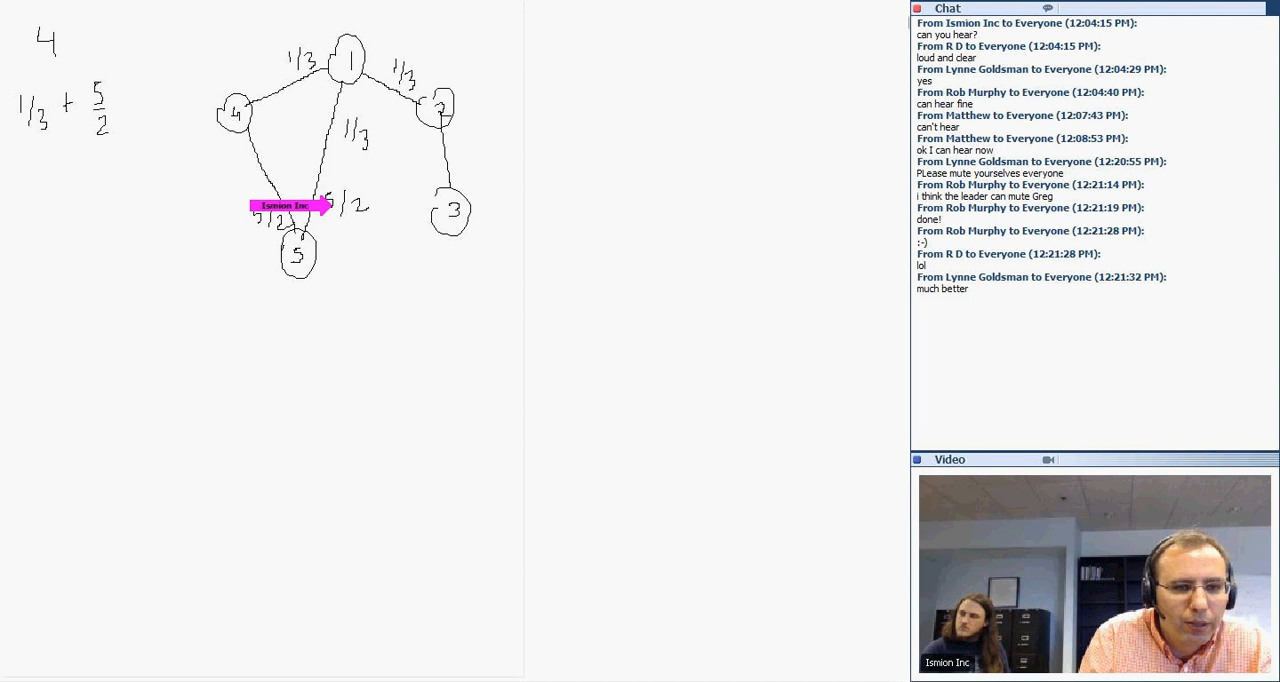 4
1/3 + 5/2
1/3
1
1/3
4
2
1/3
Ismion Inc
5/2
5/2
3
5
Chat
From Ismion Inc to Everyone (12:04:15 PM):
can you hear?
From R D to Everyone (12:04:15 PM):
loud and clear
From Lynne Goldsman to Everyone (12:04:29 PM):
yes
From Rob Murphy to Everyone (12:04:40 PM):
can hear fine
From Matthew to Everyone (12:07:43 PM):
can't hear
From Matthew to Everyone (12:08:53 PM):
ok I can hear now
From Lynne Goldsman to Everyone (12:20:55 PM):
PLease mute yourselves everyone
From Rob Murphy to Everyone (12:21:14 PM):
i think the leader can mute Greg
From Rob Murphy to Everyone (12:21:19 PM):
done!
From Rob Murphy to Everyone (12:21:28 PM):
:-)
From R D to Everyone (12:21:28 PM):
lol
From Lynne Goldsman to Everyone (12:21:32 PM):
much better
Video
Ismion Inc